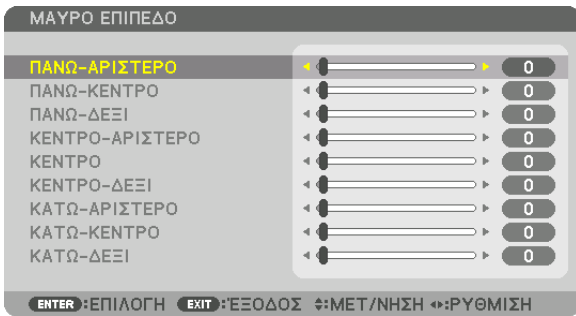 ΜΑΥΡΟ ΕΠΙΠΕΔΟ
ΠΑΝΩ-ΑΡΙΣΤΕΡΟ 0
ΠΑΝΩ-ΚΕΝΤΡΟ 0
ΠΑΝΩ-ΔΕΞΙ 0
ΚΕΝΤΡΟ-ΑΡΙΣΤΕΡΟ 0
ΚΕΝΤΡΟ 0
ΚΕΝΤΡΟ-ΔΕΞΙ 0
ΚΑΤΩ-ΑΡΙΣΤΕΡΟ 0
ΚΑΤΩ-ΚΕΝΤΡΟ 0
ΚΑΤΩ-ΔΕΞΙ 0
ENTER:ΕΠΙΛΟΓΗ EXIT:ΈΞΟΔΟΣ :ΜΕΤ/ΝΗΣΗ :ΡΥΘΜΙΣΗ